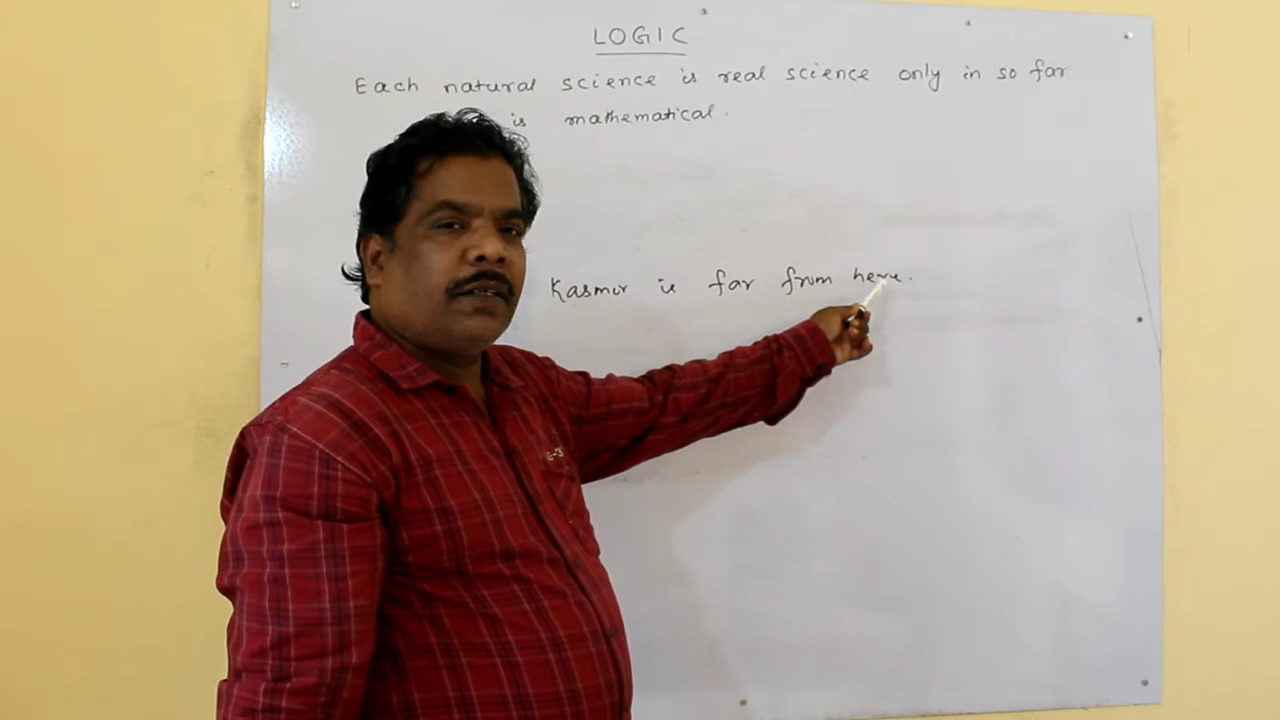 LOGIC
Each natural science is real science only in so far
is mathematical.
Kasmir is far from here.